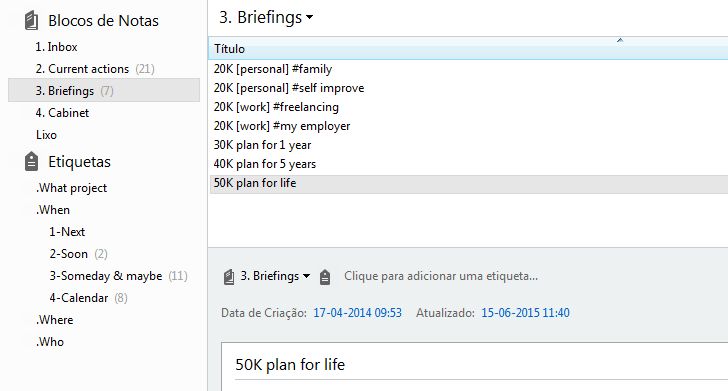 Blocos de Notas
1. Inbox
2. Current actions (21)
3. Briefings (7)
4. Cabinet
Lixo
Etiquetas
.What project
.When
1-Next
2-Soon (2)
3-Someday & maybe (11)
4-Calendar (8)
.Where
.Who
3. Briefings
Título
20K [personal] #family
20K [personal] #self improve
20K [work] #freelancing
20K [work] #my employer
30K plan for 1 year
40K plan for 5 years
50K plan for life
3. Briefings Clique para adicionar uma etiqueta...
Data de Criação: 17-04-2014 09:53 Atualizado: 15-06-2015 11:40
50K plan for life